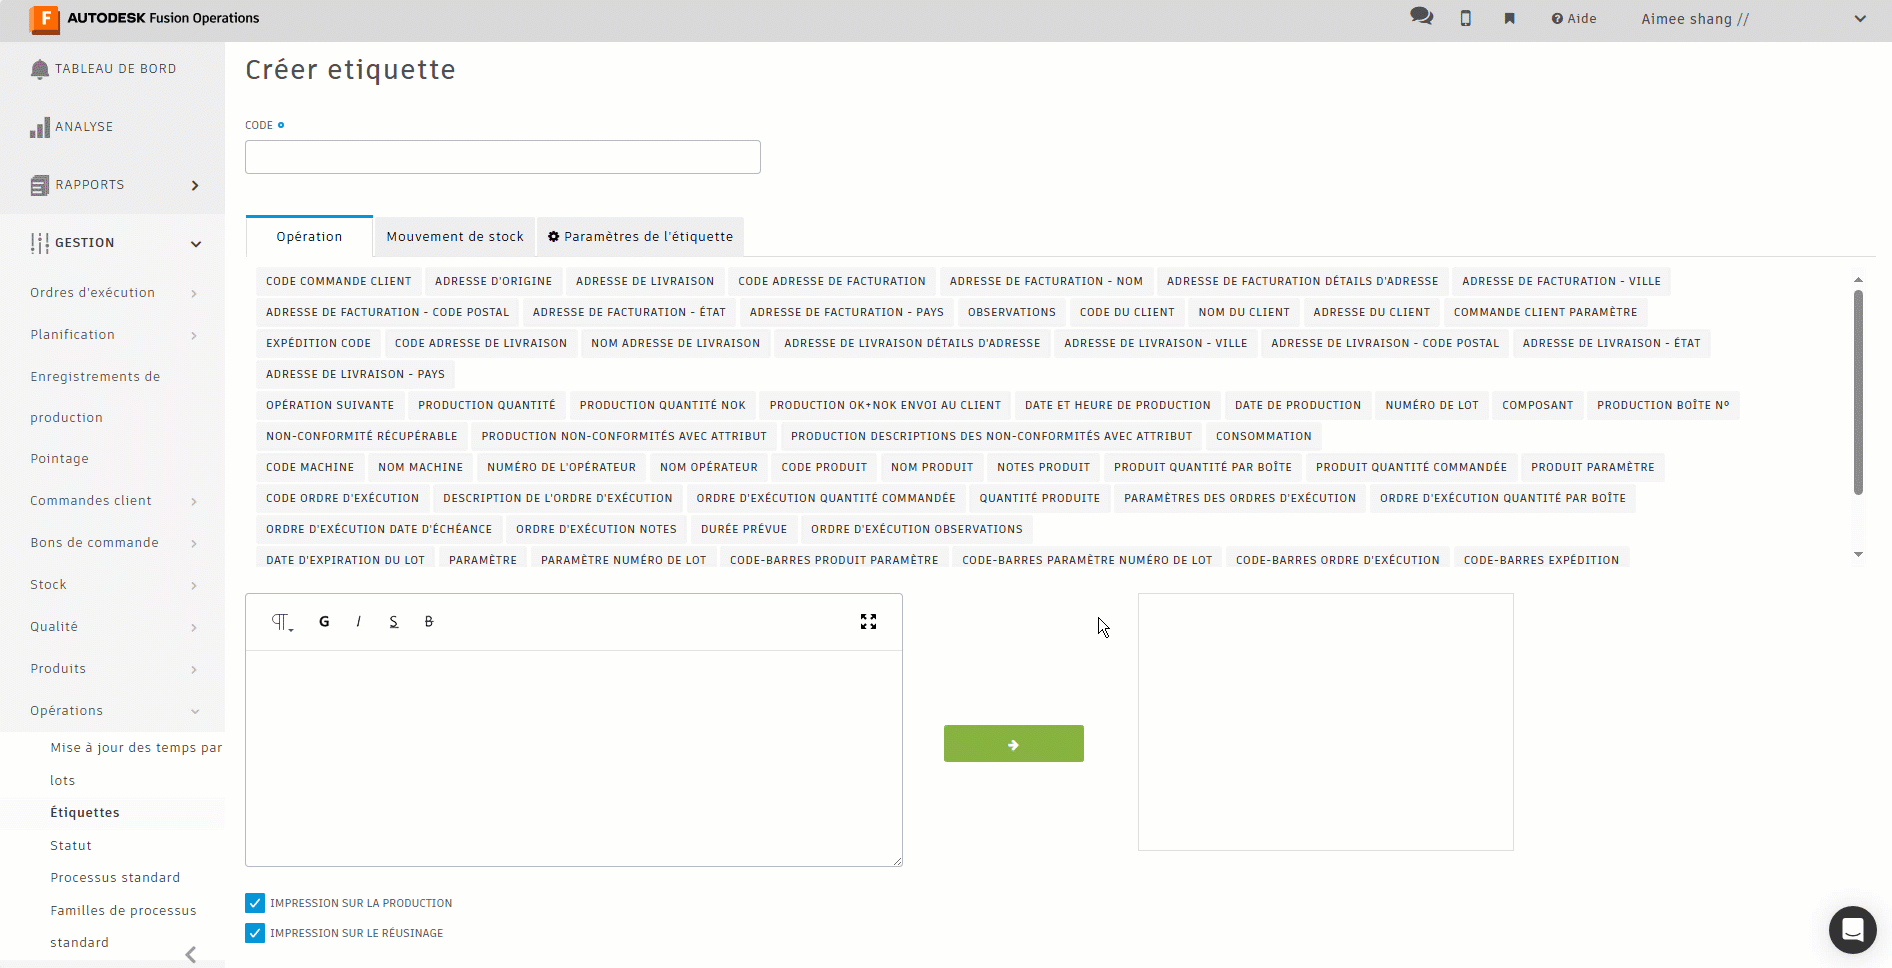 AUTODESK Fusion Operations
Aide
Aimee shang //
TABLEAU DE BORD
ANALYSE
RAPPORTS
GESTION
Ordres d'exécution
Planification
Enregistrements de
production
Pointage
Commandes client
Bons de commande
Stock
Qualité
Produits
Opérations
Mise à jour des temps par
lots
Étiquettes
Statut
Processus standard
Familles de processus
standard
Créer etiquette
CODE
Opération
Mouvement de stock
Paramètres de l'étiquette
CODE COMMANDE CLIENT ADRESSE D'ORIGINE ADRESSE DE LIVRAISON CODE ADRESSE DE FACTURATION ADRESSE DE FACTURATION - NOM ADRESSE DE FACTURATION DÉTAILS D'ADRESSE ADRESSE DE FACTURATION - VILLE
ADRESSE DE FACTURATION - CODE POSTAL ADRESSE DE FACTURATION - ÉTAT ADRESSE DE FACTURATION - PAYS OBSERVATIONS CODE DU CLIENT NOM DU CLIENT ADRESSE DU CLIENT COMMANDE CLIENT PARAMÈTRE
EXPÉDITION CODE CODE ADRESSE DE LIVRAISON NOM ADRESSE DE LIVRAISON ADRESSE DE LIVRAISON DÉTAILS D'ADRESSE ADRESSE DE LIVRAISON - VILLE ADRESSE DE LIVRAISON - CODE POSTAL ADRESSE DE LIVRAISON - ÉTAT
ADRESSE DE LIVRAISON - PAYS
OPÉRATION SUIVANTE PRODUCTION QUANTITÉ PRODUCTION QUANTITÉ NOK PRODUCTION OK+NOK ENVOI AU CLIENT DATE ET HEURE DE PRODUCTION DATE DE PRODUCTION NUMÉRO DE LOT COMPOSANT PRODUCTION BOÎTE Nº
NON-CONFORMITÉ RÉCUPÉRABLE PRODUCTION NON-CONFORMITÉS AVEC ATTRIBUT PRODUCTION DESCRIPTIONS DES NON-CONFORMITÉS AVEC ATTRIBUT CONSOMMATION
CODE MACHINE NOM MACHINE NUMÉRO DE L'OPÉRATEUR NOM OPÉRATEUR CODE PRODUIT NOM PRODUIT NOTES PRODUIT PRODUIT QUANTITÉ PAR BOÎTE PRODUIT QUANTITÉ COMMANDÉE PRODUIT PARAMÈTRE
CODE ORDRE D'EXÉCUTION DESCRIPTION DE L'ORDRE D'EXÉCUTION ORDRE D'EXÉCUTION QUANTITÉ COMMANDÉE QUANTITÉ PRODUITE PARAMÈTRES DES ORDRES D'EXÉCUTION ORDRE D'EXÉCUTION QUANTITÉ PAR BOÎTE
ORDRE D'EXÉCUTION DATE D'ÉCHÉANCE ORDRE D'EXÉCUTION NOTES DURÉE PRÉVUE ORDRE D'EXÉCUTION OBSERVATIONS
DATE D'EXPIRATION DU LOT PARAMÈTRE PARAMÈTRE NUMÉRO DE LOT CODE-BARRES PRODUIT PARAMÈTRE CODE-BARRES PARAMÈTRE NUMÉRO DE LOT CODE-BARRES ORDRE D'EXÉCUTION CODE-BARRES EXPÉDITION
G I S B
IMPRESSION SUR LA PRODUCTION
IMPRESSION SUR LE RÉUSINAGE